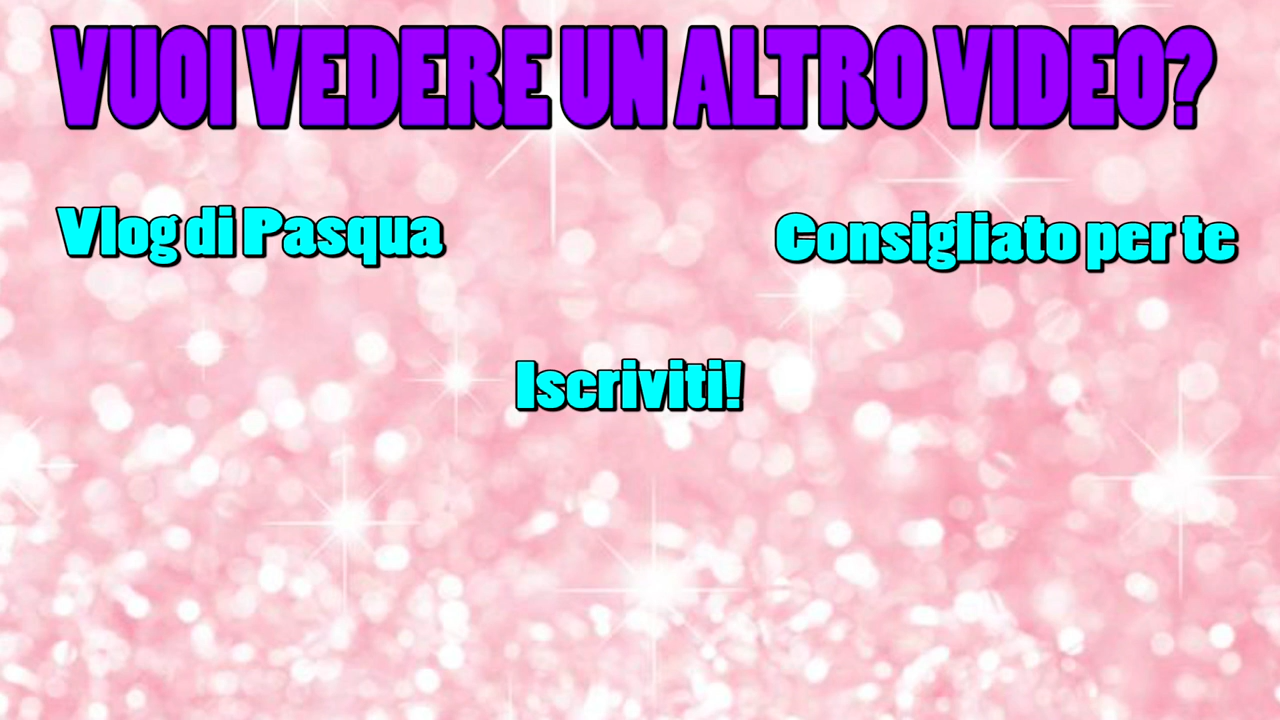 VUOI VEDERE UN ALTRO VIDEO?
Vlog di Pasqua
Consigliato per te
Iscriviti!